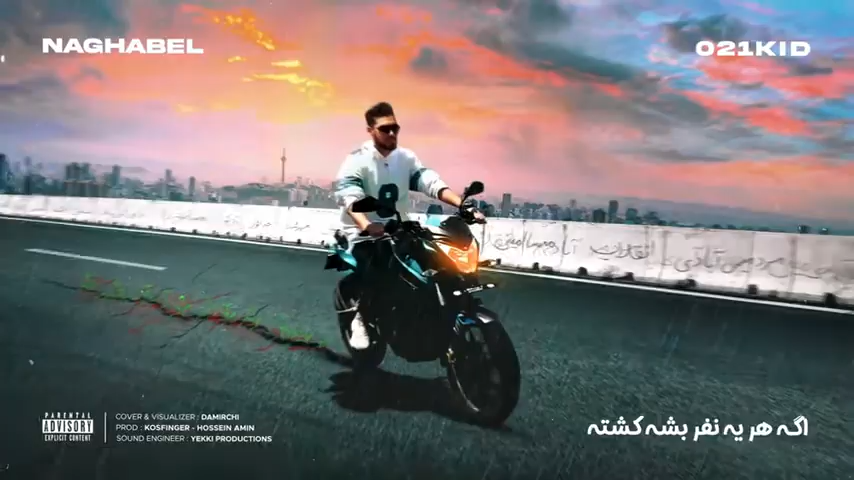 NAGHABEL
021KID
PARENTAL
ADVISORY
EXPLICIT CONTENT
COVER & VISUALIZER : DAMIRCHI
PROD : KOSFINGER - HOSSEIN AMIN
SOUND ENGINEER : YEKKI PRODUCTIONS
اگه هر یه نفر بشه کشته